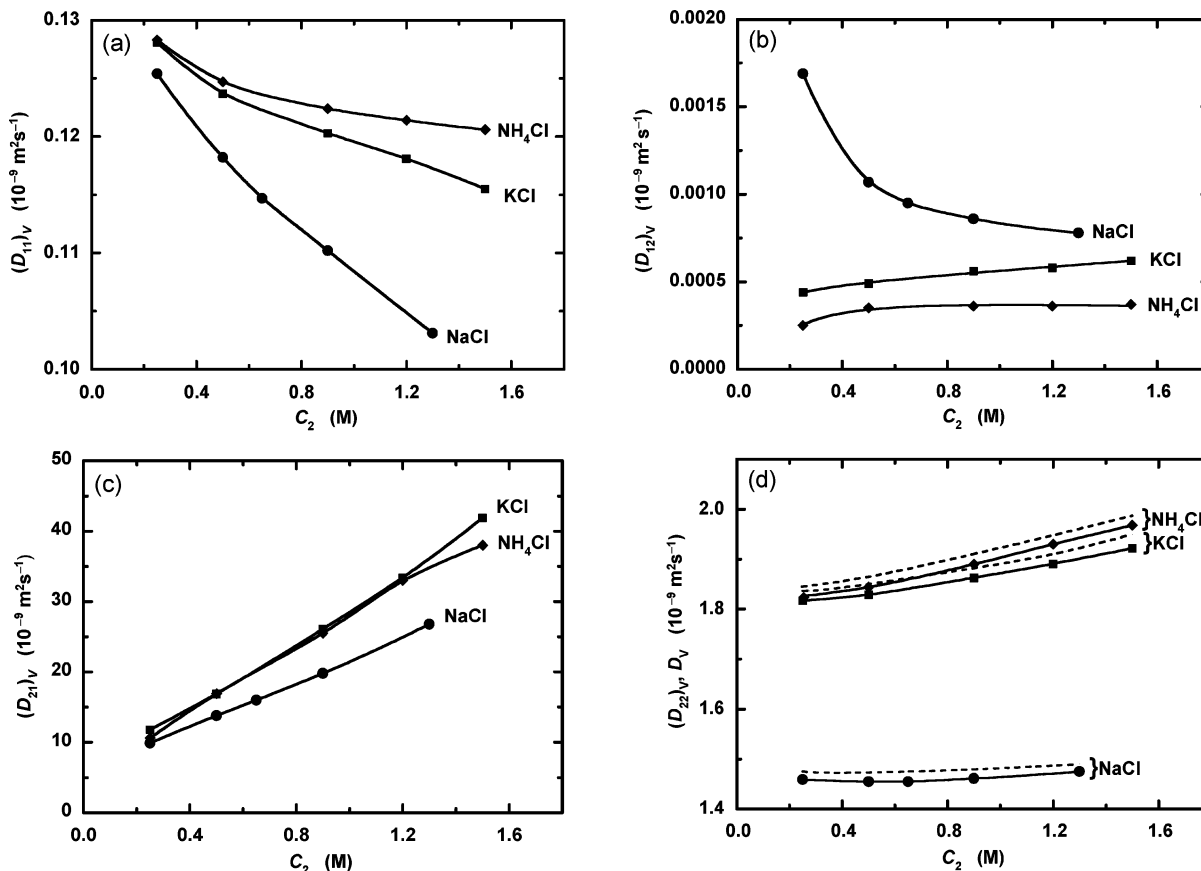 (a)
0.13
0.12
0.11
0.10
(D₁₁)ᵥ (10⁻⁹ m²s⁻¹)
NH₄Cl
KCl
NaCl
0.0 0.4 0.8 1.2 1.6
C₂ (M)
(b)
0.0020
0.0015
0.0010
0.0005
0.0000
(D₁₂)ᵥ (10⁻⁹ m² s⁻¹)
NaCl
KCl
NH₄Cl
0.0 0.4 0.8 1.2 1.6
C₂ (M)
(c)
50
40
30
20
10
0
(D₂₁)ᵥ (10⁻⁹ m²s⁻¹)
KCl
NH₄Cl
NaCl
0.0 0.4 0.8 1.2 1.6
C₂ (M)
(d)
2.0
1.8
1.6
1.4
(D₂₂)ᵥ, Dᵥ (10⁻⁹ m²s⁻¹)
}NH₄Cl
}KCl
}NaCl
0.0 0.4 0.8 1.2 1.6
C₂ (M)